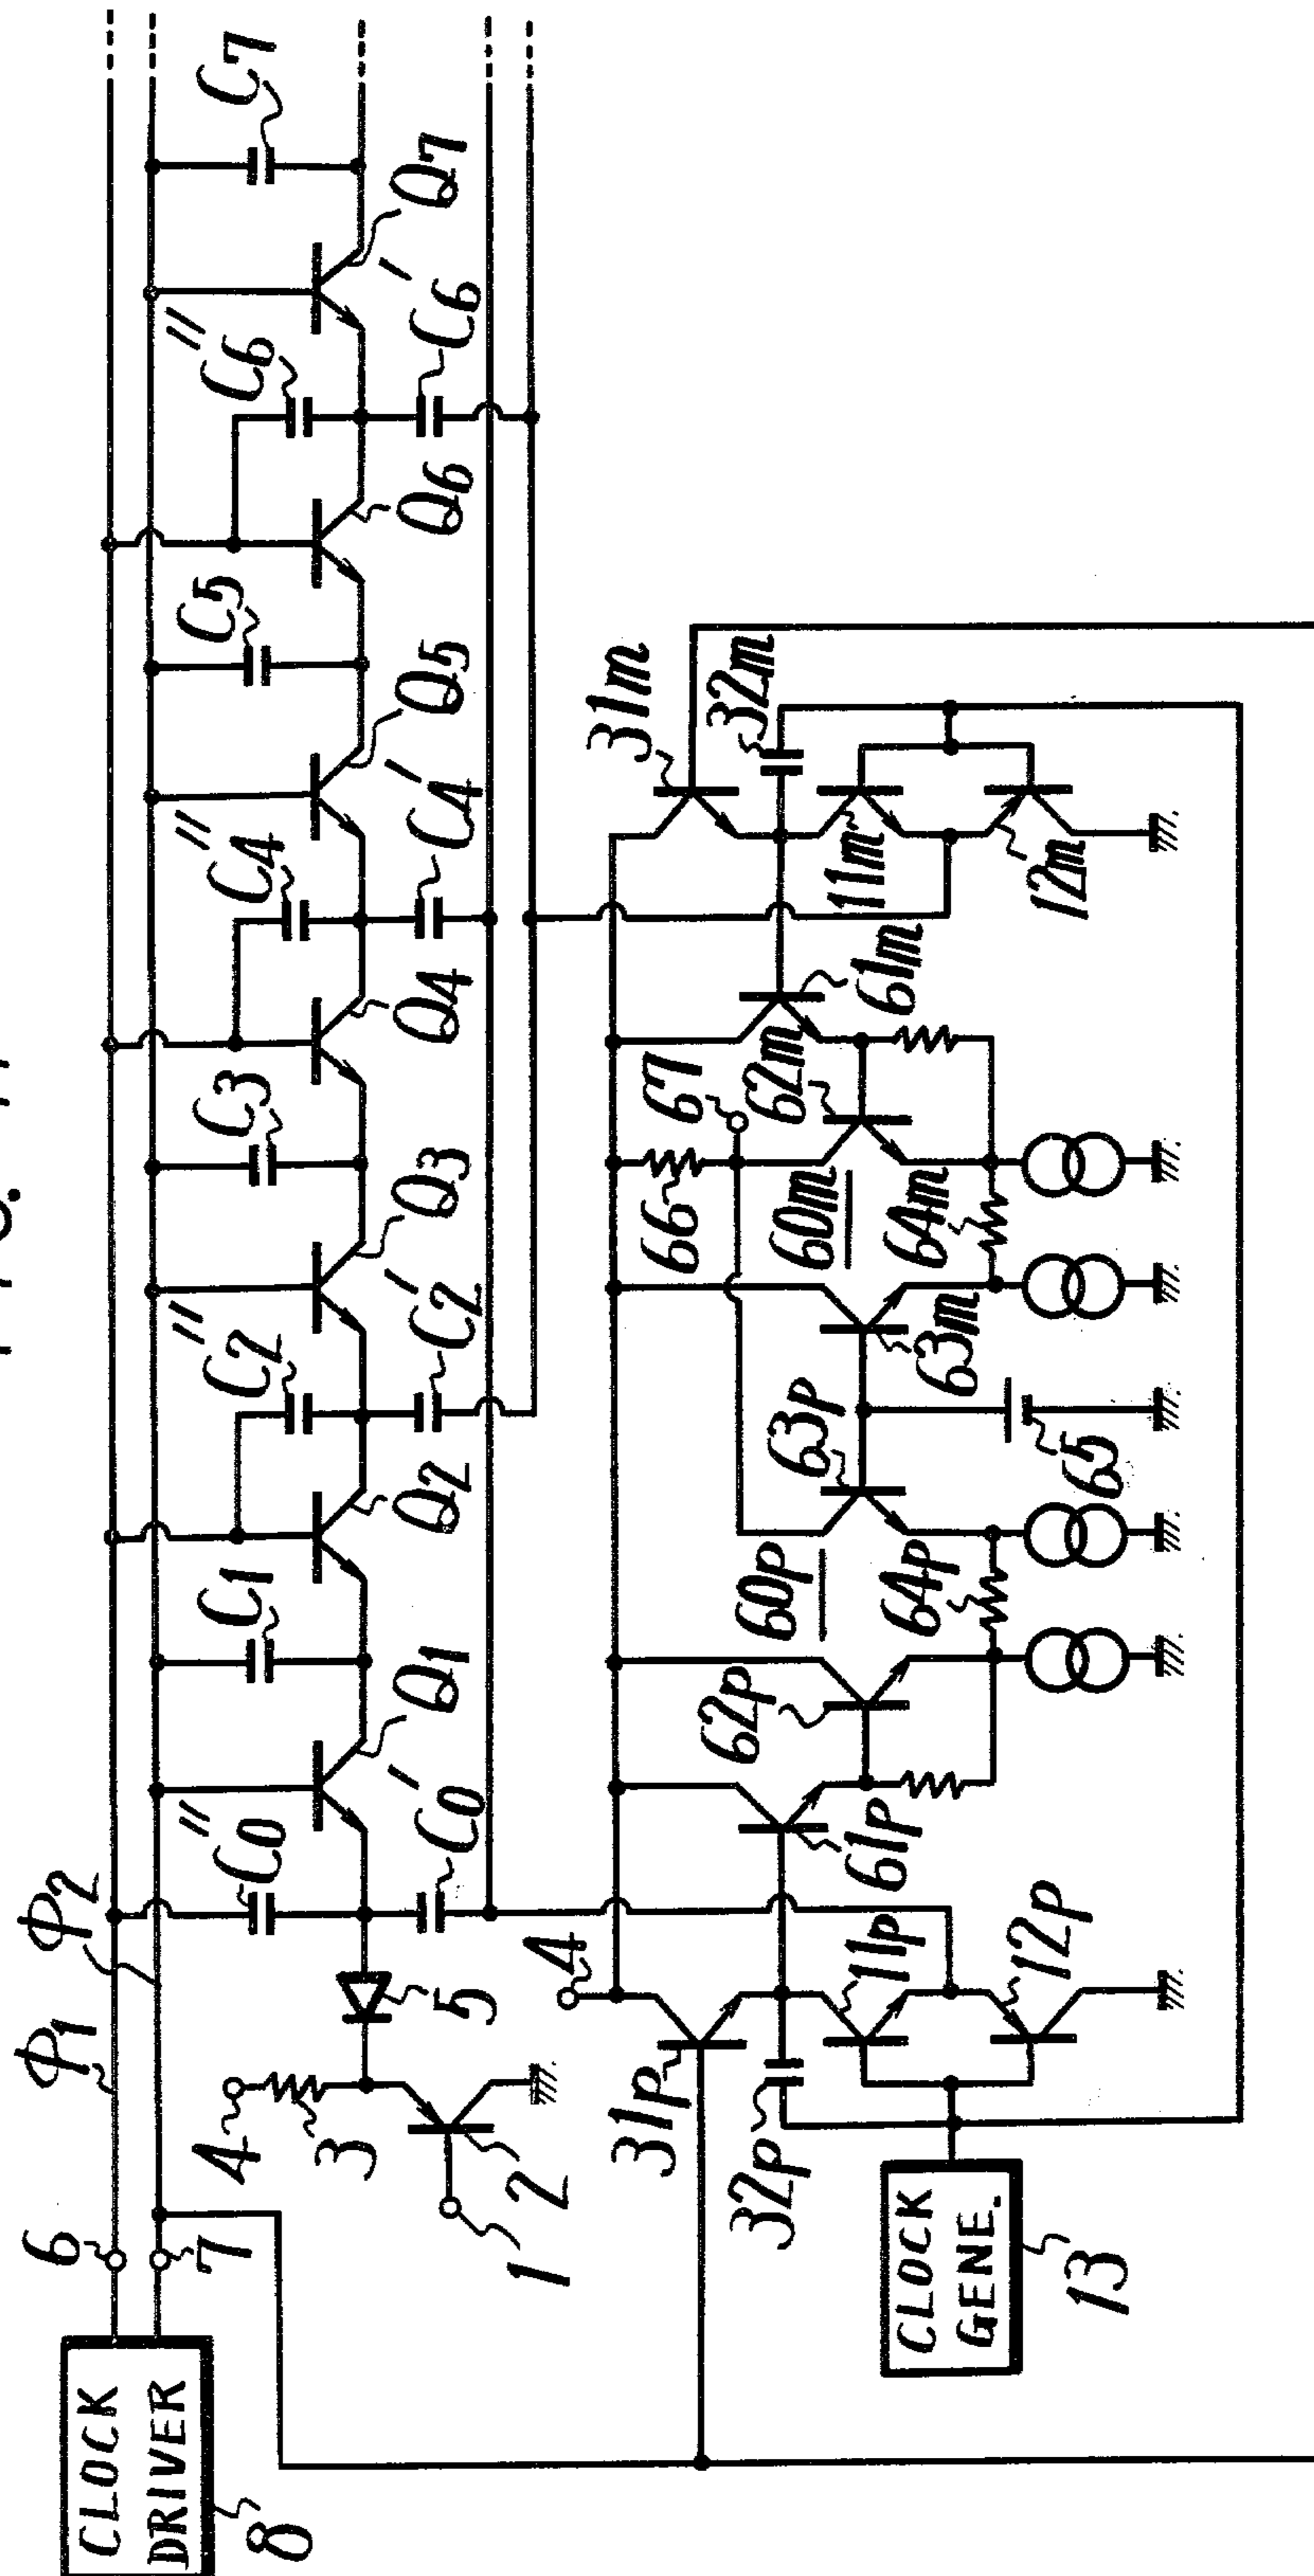 CLOCK
DRIVER
8
6
7
Φ1
Φ2
4
3
2
1
5
C0''
C0'
Q1
C1
Q2
C2''
C2'
Q3
C3
Q4
C4''
C4'
Q5
C5
Q6
C6''
C6'
Q7
C7
4
31p
32p
11p
12p
CLOCK
GENE.
13
61p
62p
60p
64p
63p
65
63m
66
67
60m
64m
62m
61m
31m
32m
11m
12m